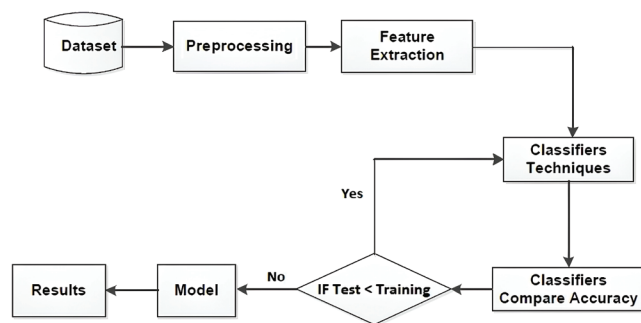 Dataset
Preprocessing
Feature
Extraction
Classifiers
Techniques
Yes
Classifiers
Compare Accuracy
IF Test < Training
No
Model
Results